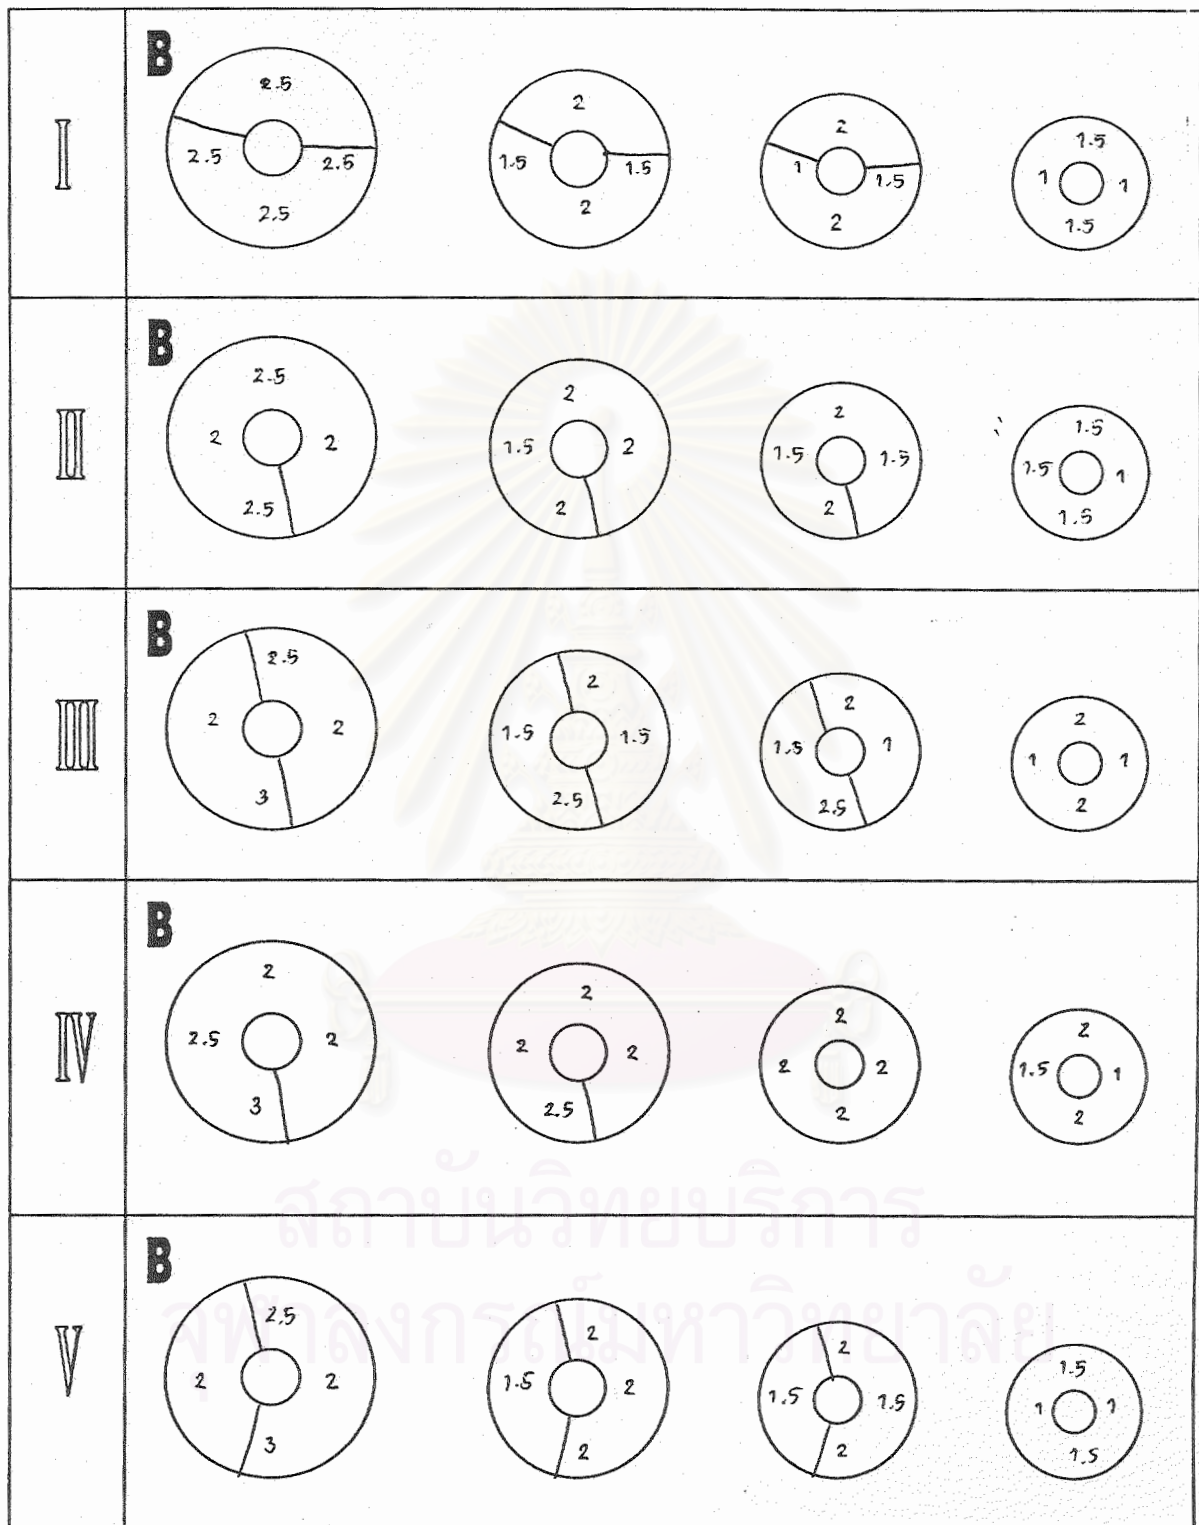 B
2.5 2 2 1.5
I
2.5 2.5 1.5 1.5 1 1.5 1 1
2.5 2 2 1.5
B
2.5 2 2 1.5
II
2 2 1.5 2 1.5 1.5 1.5 1
2.5 2 2 1.5
B
2.5 2 2 2
III
2 2 1.5 1.5 1.5 1 1 1
3 2.5 2.5 2
B
2 2 2 2
IV
2.5 2 2 2 2 2 1.5 1
3 2.5 2 2
สถาบันวิทยบริการ
B
จุฬาลงกรณ์มหาวิทยาลัย
2.5 2 2 1.5
V
2 2 1.5 2 1.5 1.5 1 1
3 2 2 1.5